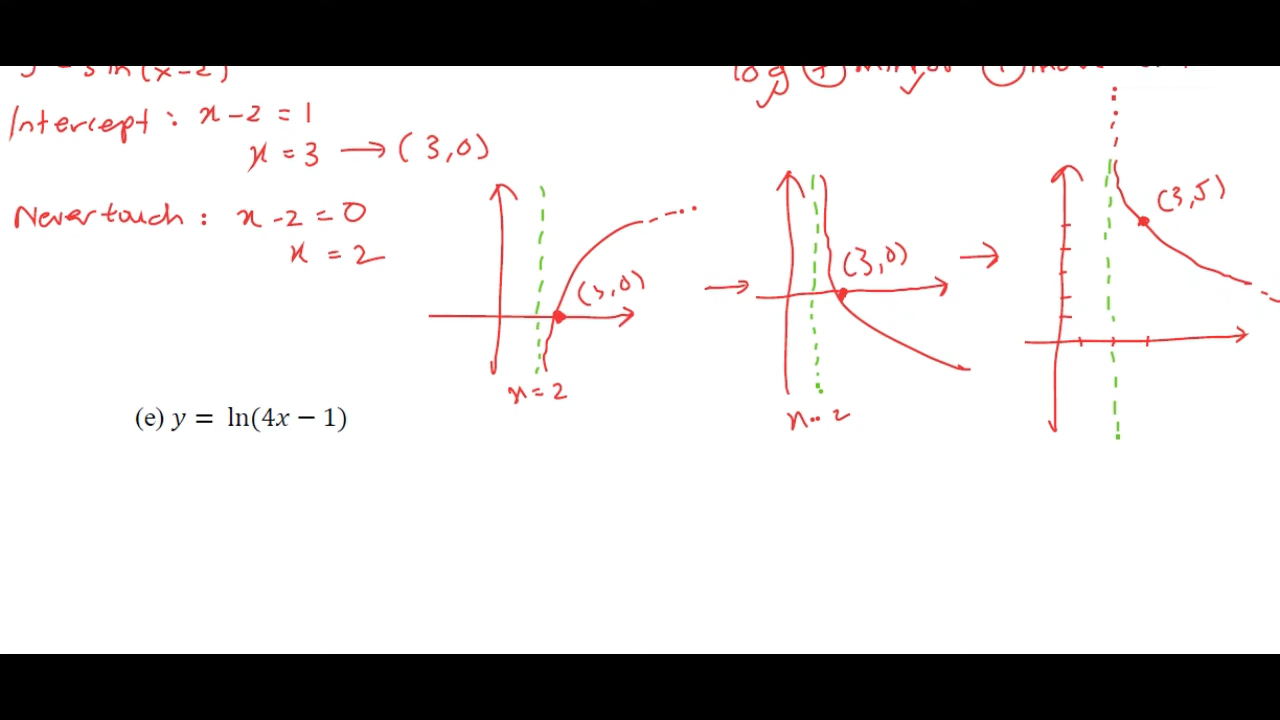 Intercept : x - 2 = 1
x = 3 → (3,0)
Never touch : x - 2 = 0
x = 2
(3,0)
x = 2
→
(3,0)
x = 2
→
(3,5)
(e) y = ln(4x − 1)